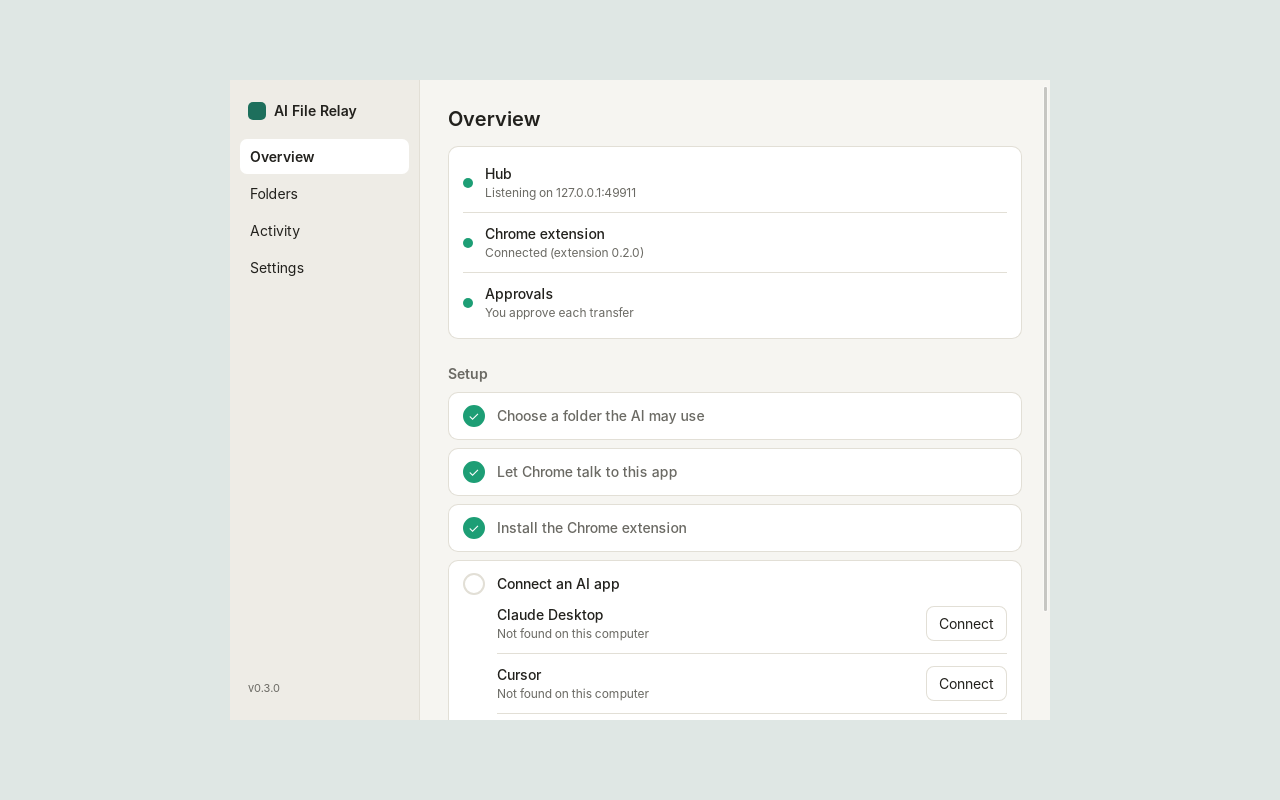 AI File Relay
Overview
Folders
Activity
Settings
v0.3.0
Overview
Hub
Listening on 127.0.0.1:49911
Chrome extension
Connected (extension 0.2.0)
Approvals
You approve each transfer
Setup
Choose a folder the AI may use
Let Chrome talk to this app
Install the Chrome extension
Connect an AI app
Claude Desktop
Not found on this computer
Connect
Cursor
Not found on this computer
Connect